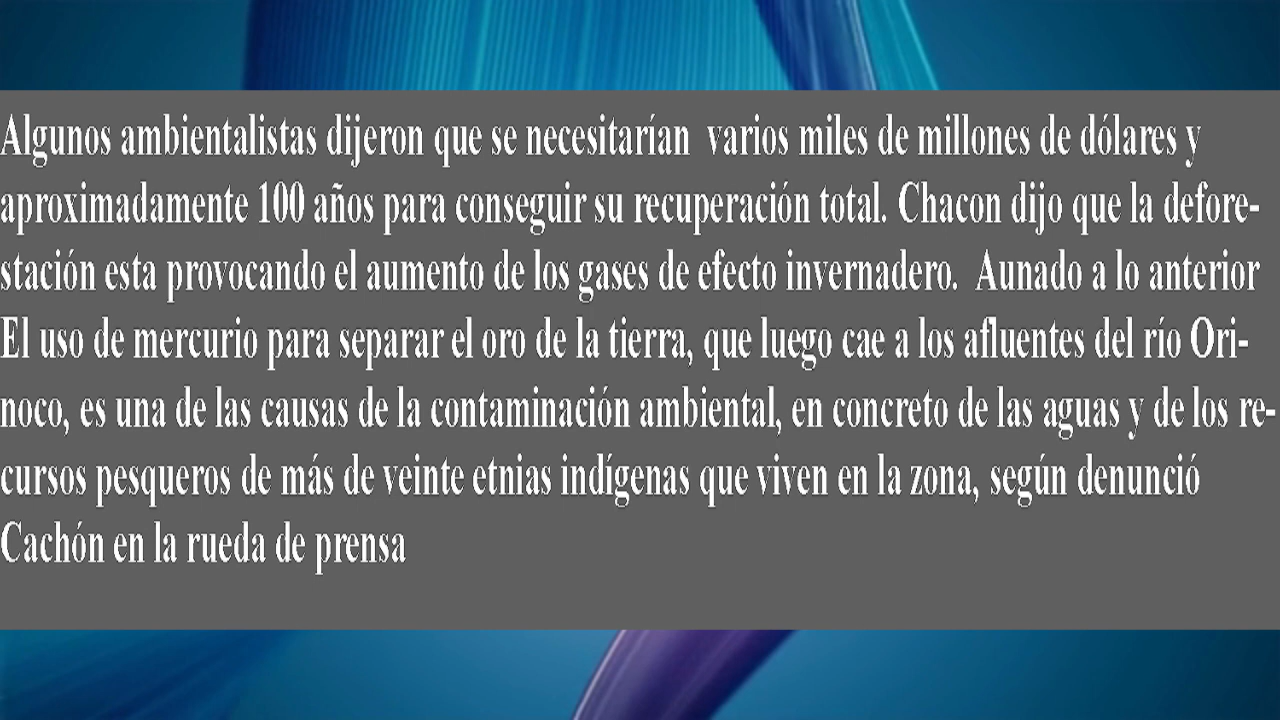 Algunos ambientalistas dijeron que se necesitarían  varios miles de millones de dólares y
aproximadamente 100 años para conseguir su recuperación total. Chacon dijo que la defore-
stación esta provocando el aumento de los gases de efecto invernadero.  Aunado a lo anterior
El uso de mercurio para separar el oro de la tierra, que luego cae a los afluentes del río Ori-
noco, es una de las causas de la contaminación ambiental, en concreto de las aguas y de los re-
cursos pesqueros de más de veinte etnias indígenas que viven en la zona, según denunció
Cachón en la rueda de prensa